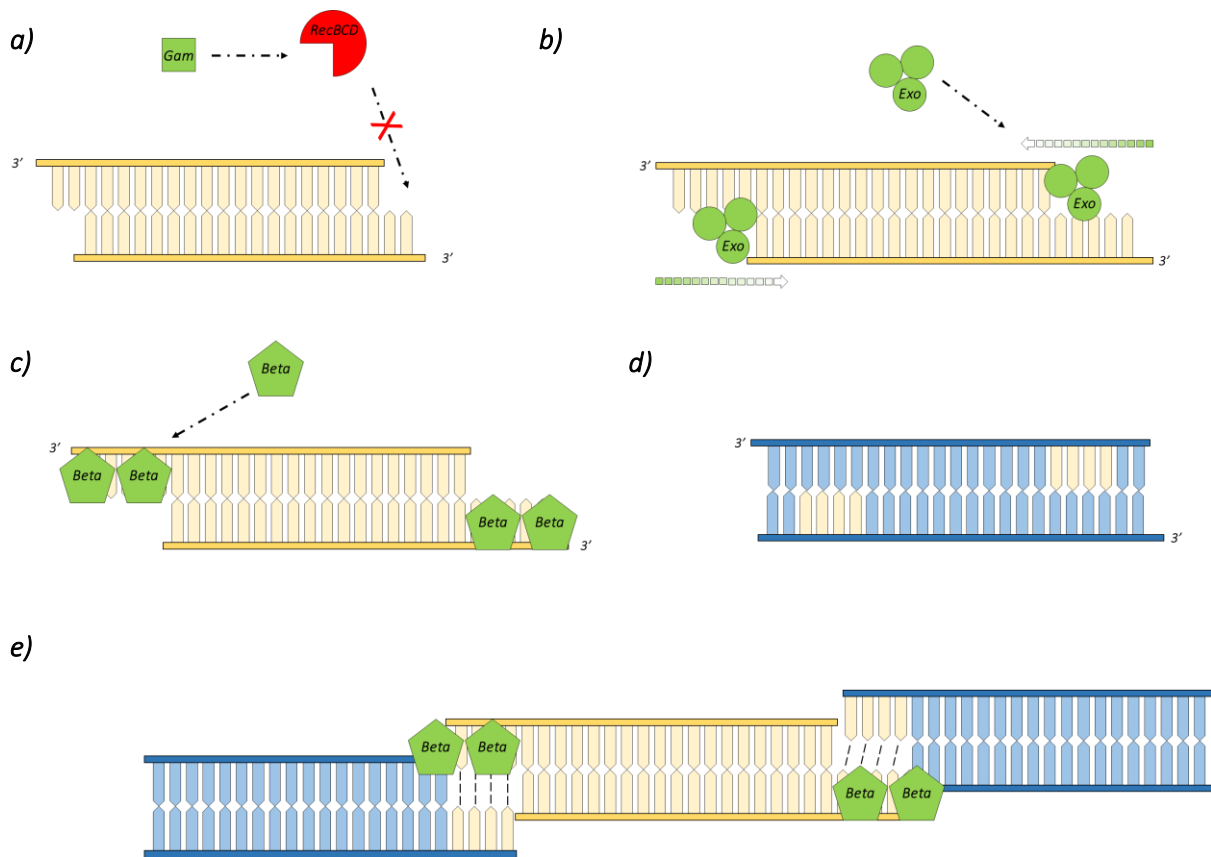 a)
Gam
RecBCD
3’
3’
b)
Exo
3’
Exo
Exo
3’
c)
Beta
3’
Beta Beta
Beta Beta
3’
d)
3’
3’
e)
Beta Beta
Beta Beta